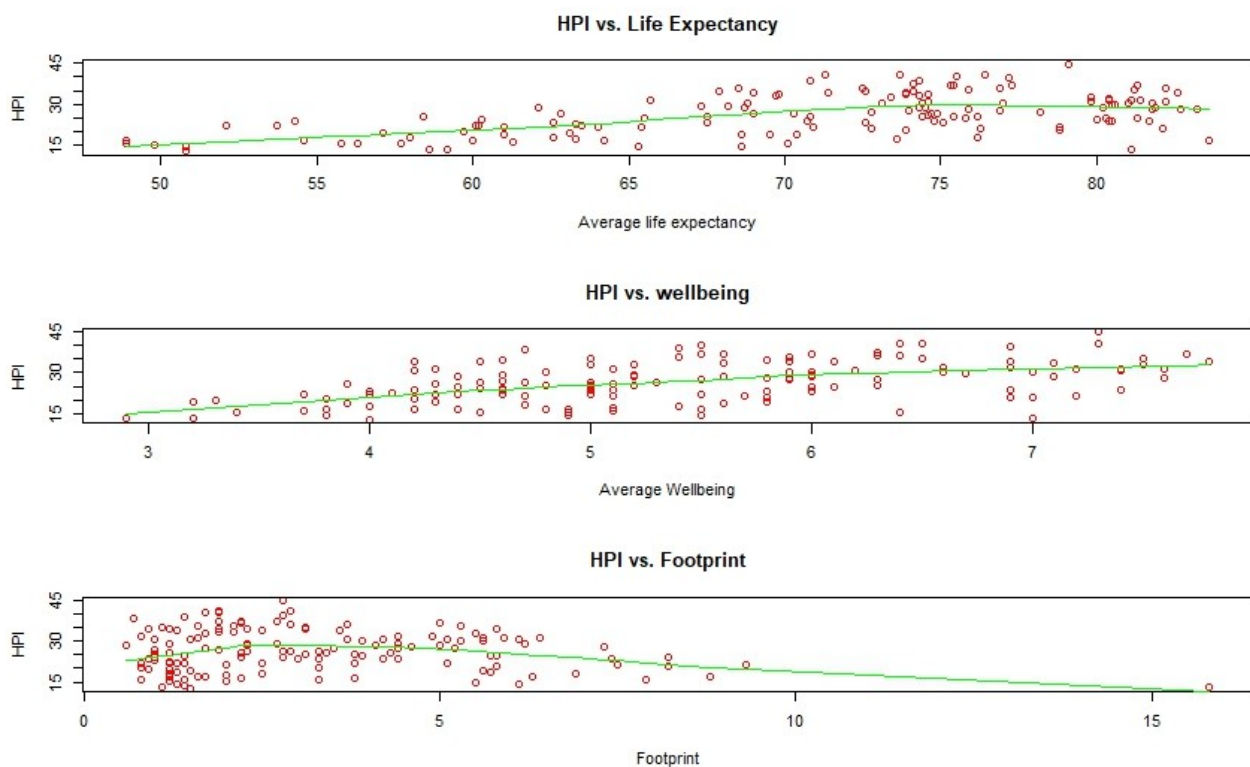 HPI vs. Life Expectancy
HPI
45
30
15
50 55 60 65 70 75 80
Average life expectancy
HPI vs. wellbeing
HPI
45
30
15
3 4 5 6 7
Average Wellbeing
HPI vs. Footprint
HPI
45
30
15
0 5 10 15
Footprint